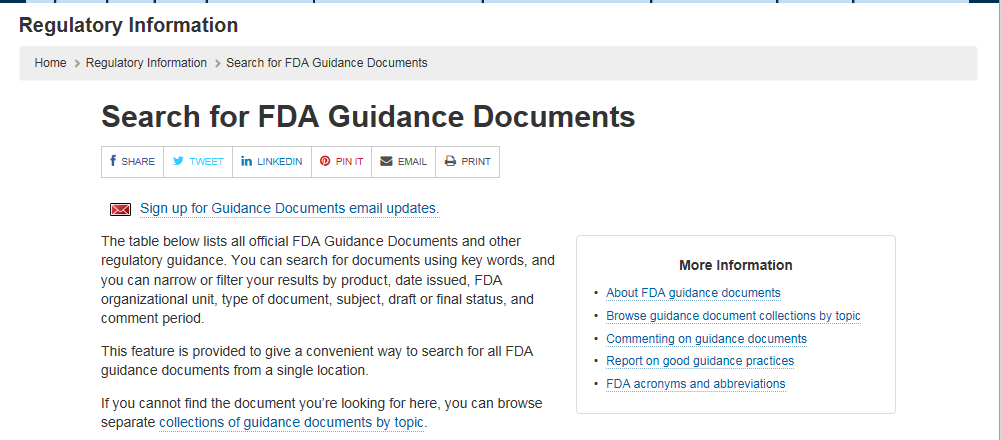 Regulatory Information
Home > Regulatory Information > Search for FDA Guidance Documents
Search for FDA Guidance Documents
SHARE TWEET LINKEDIN PIN IT EMAIL PRINT
Sign up for Guidance Documents email updates.
The table below lists all official FDA Guidance Documents and other
regulatory guidance. You can search for documents using key words, and
you can narrow or filter your results by product, date issued, FDA
organizational unit, type of document, subject, draft or final status, and
comment period.
This feature is provided to give a convenient way to search for all FDA
guidance documents from a single location.
If you cannot find the document you’re looking for here, you can browse
separate collections of guidance documents by topic.
More Information
• About FDA guidance documents
• Browse guidance document collections by topic
• Commenting on guidance documents
• Report on good guidance practices
• FDA acronyms and abbreviations